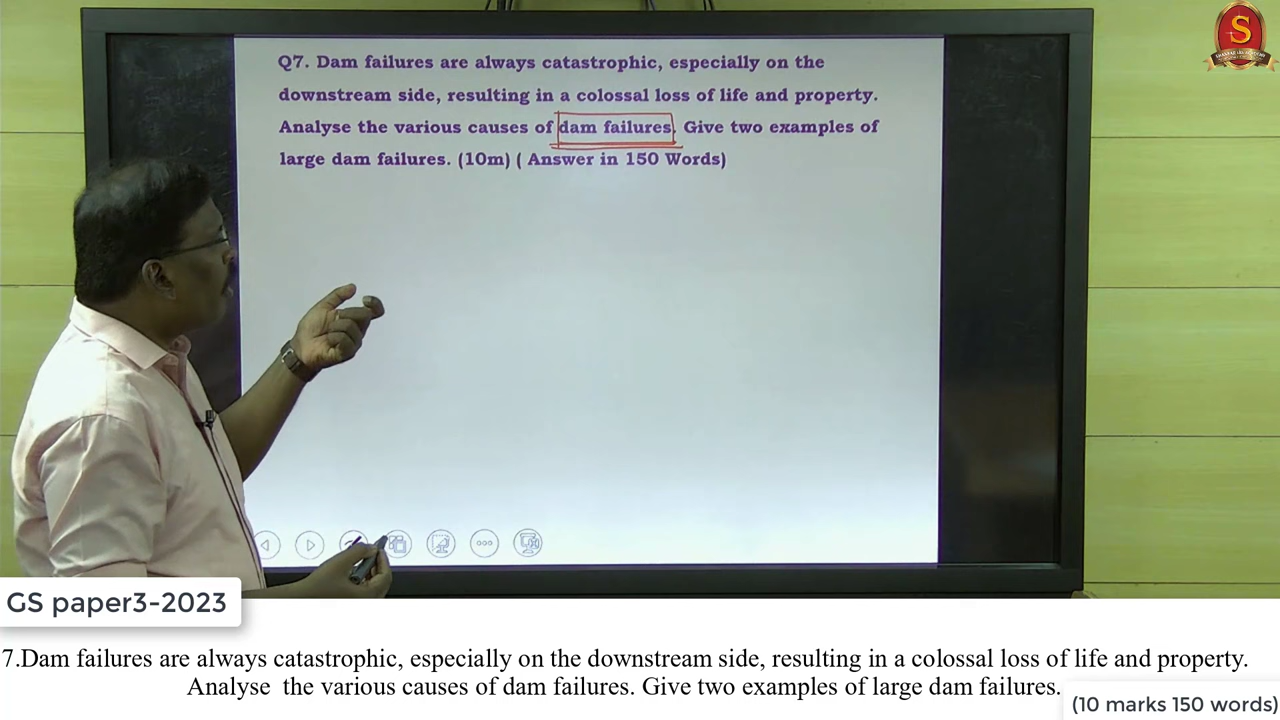 Q7. Dam failures are always catastrophic, especially on the
downstream side, resulting in a colossal loss of life and property.
Analyse the various causes of dam failures. Give two examples of
large dam failures. (10m) ( Answer in 150 Words)
S
GS paper3-2023
7.Dam failures are always catastrophic, especially on the downstream side, resulting in a colossal loss of life and property.
Analyse the various causes of dam failures. Give two examples of large dam failures.
(10 marks 150 words)